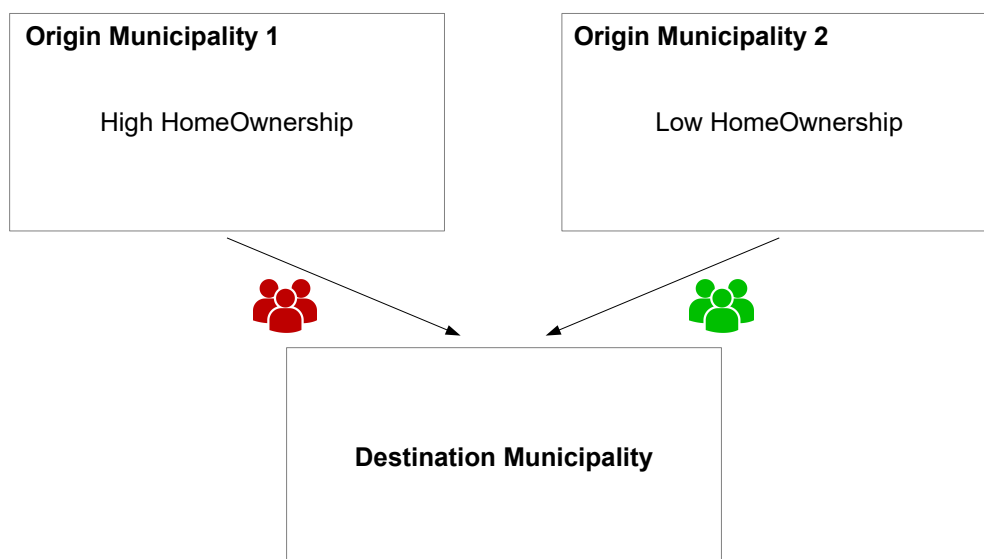 Origin Municipality 1
High HomeOwnership
Origin Municipality 2
Low HomeOwnership
Destination Municipality